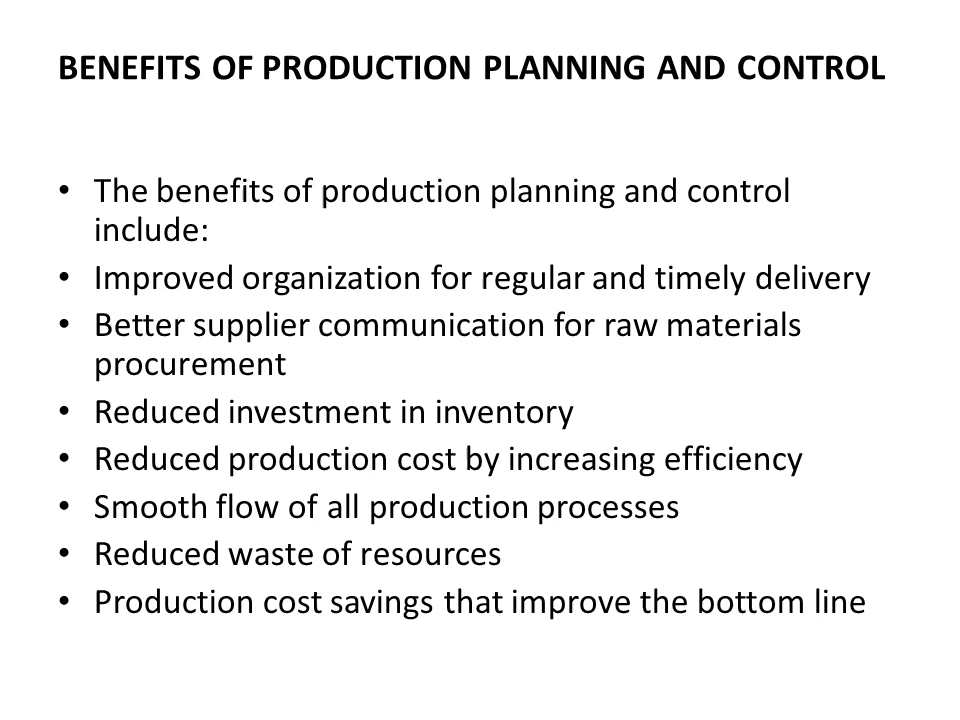 BENEFITS OF PRODUCTION PLANNING AND CONTROL
• The benefits of production planning and control
include:
• Improved organization for regular and timely delivery
• Better supplier communication for raw materials
procurement
• Reduced investment in inventory
• Reduced production cost by increasing efficiency
• Smooth flow of all production processes
• Reduced waste of resources
• Production cost savings that improve the bottom line